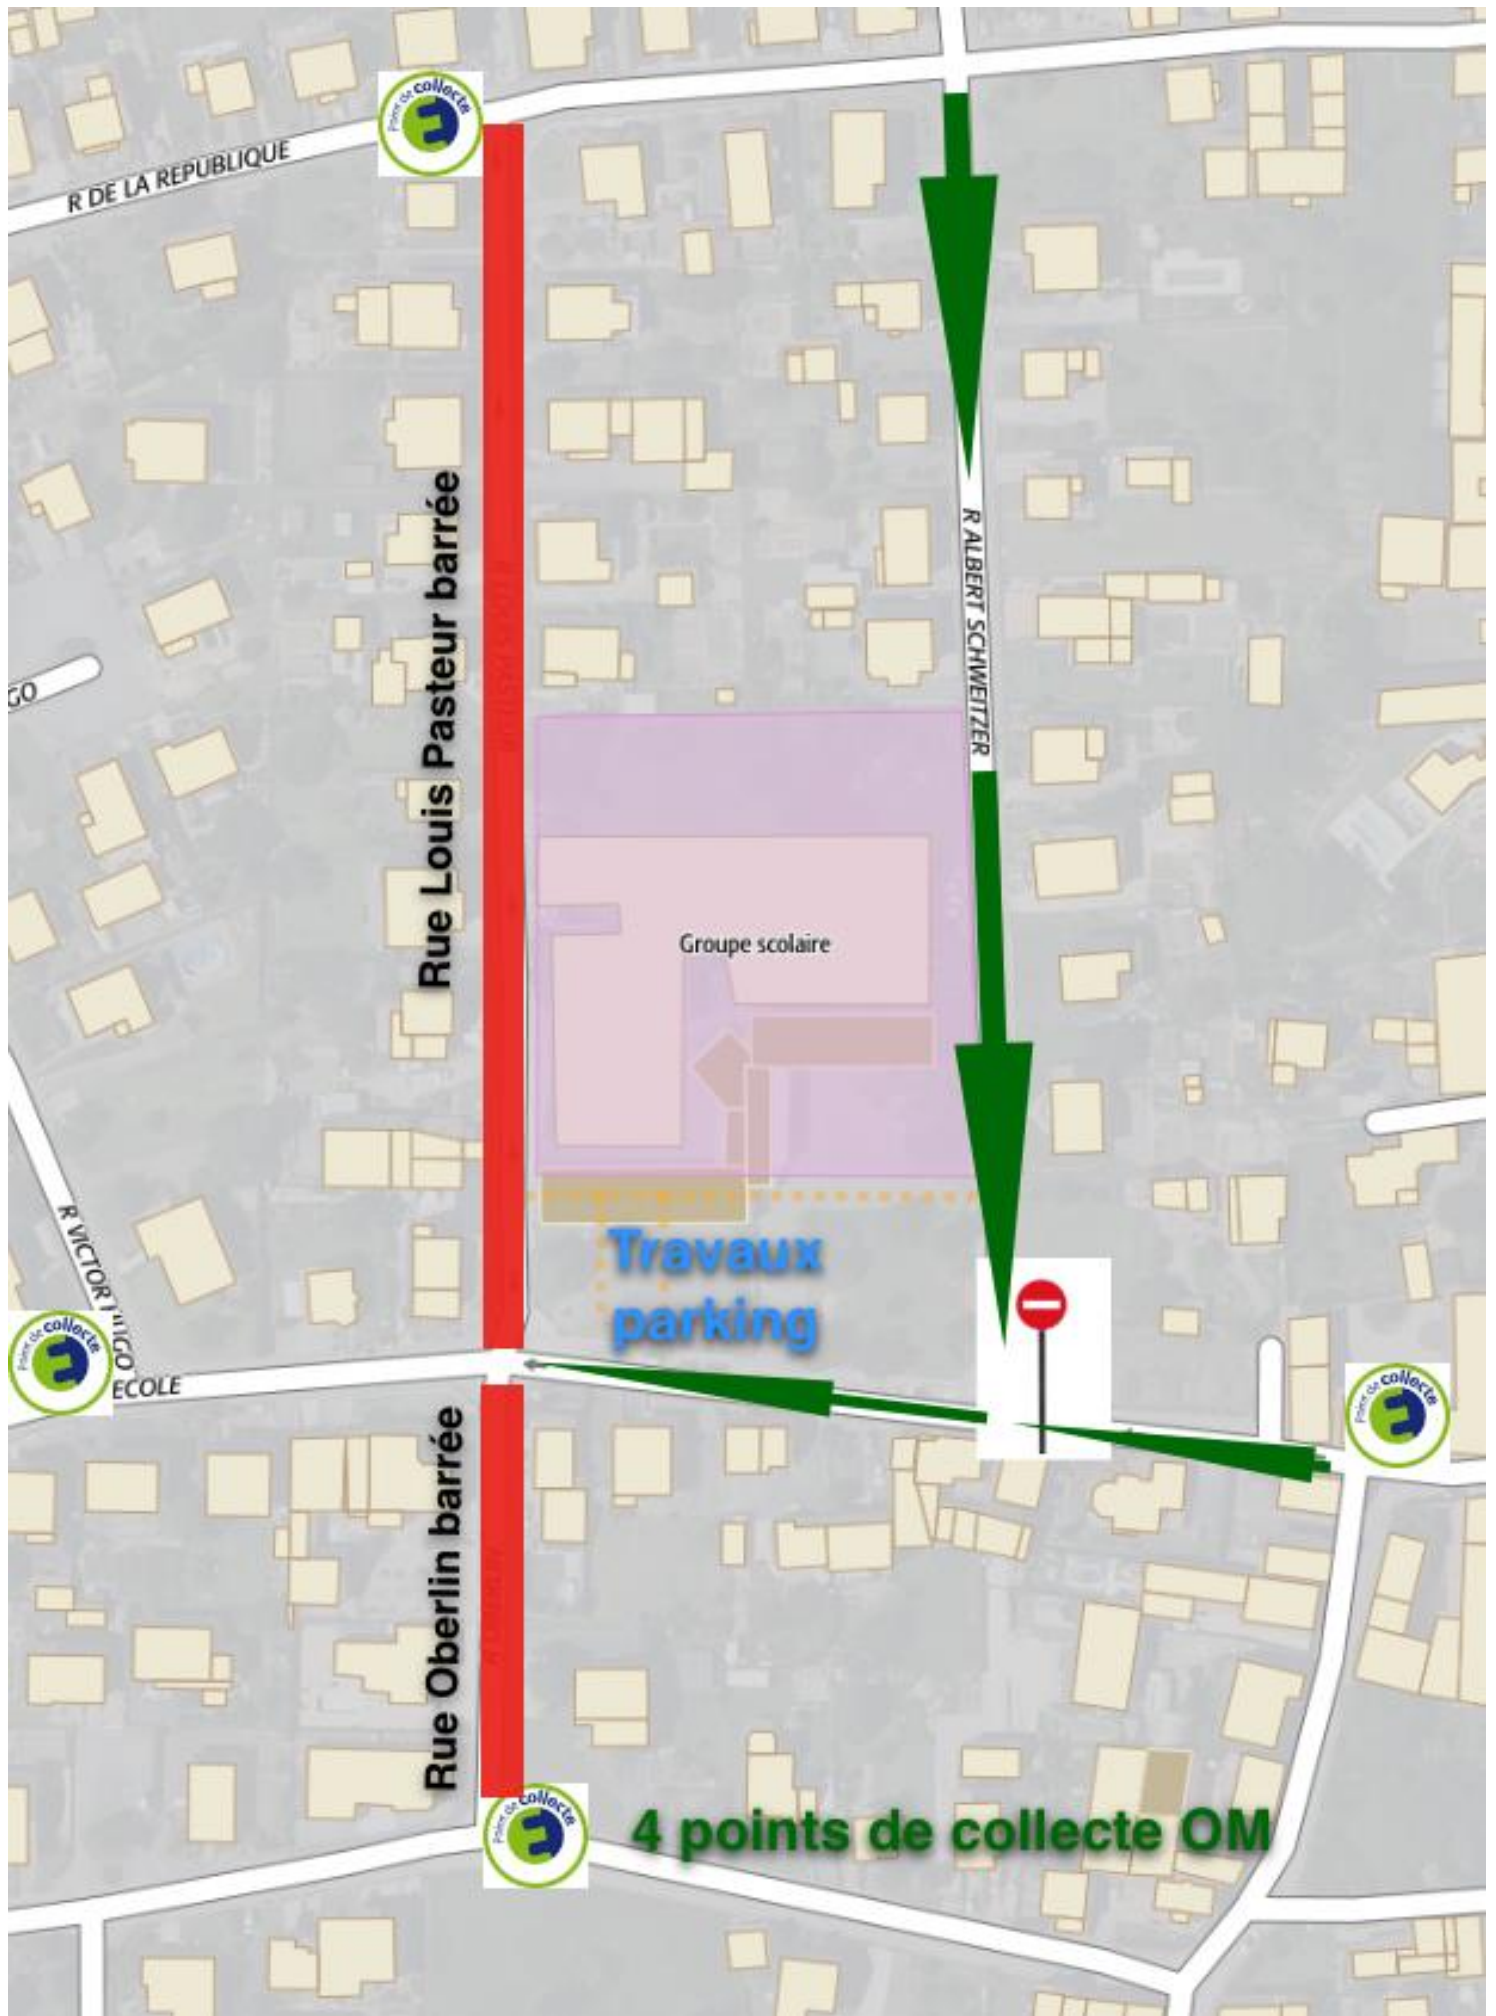 Point de collecte
R DE LA REPUBLIQUE
Rue Louis Pasteur barrée
R ALBERT SCHWEITZER
GO
Groupe scolaire
Travaux
parking
R VICTOR HUGO
Point de collecte
ECOLE
Point de collecte
Rue Oberlin barrée
Point de collecte
4 points de collecte OM